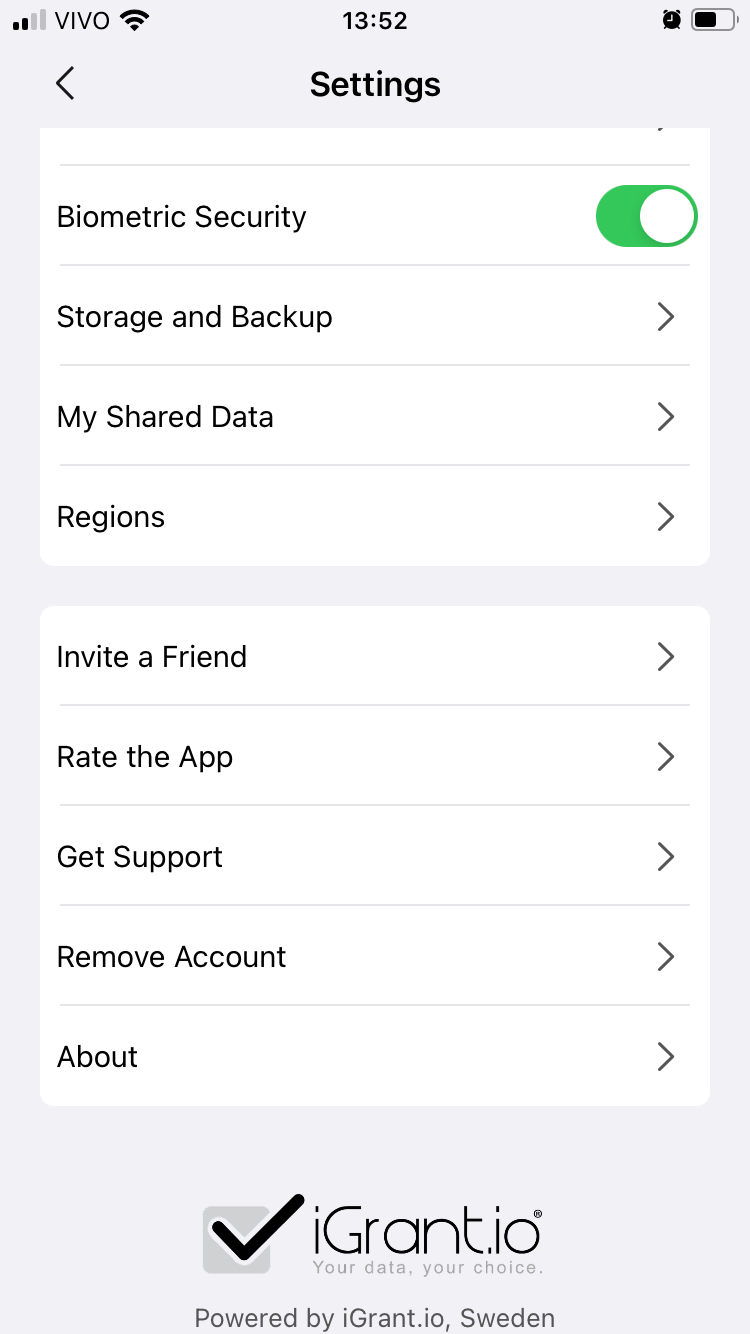 VIVO 13:52
Settings
Biometric Security
Storage and Backup
My Shared Data
Regions
Invite a Friend
Rate the App
Get Support
Remove Account
About
iGrant.io®
Your data, your choice.
Powered by iGrant.io, Sweden